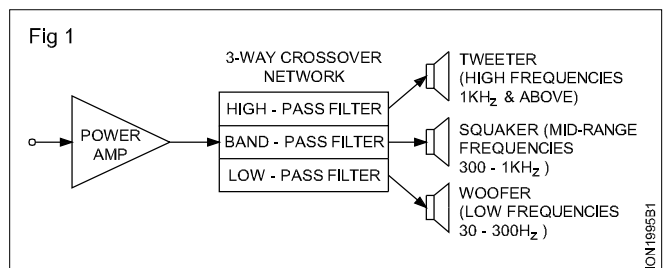 Fig 1
3-WAY CROSSOVER
NETWORK
POWER
AMP
HIGH - PASS FILTER
BAND - PASS FILTER
LOW - PASS FILTER
TWEETER
(HIGH FREQUENCIES
1KHz & ABOVE)
SQUAKER (MID-RANGE
FREQUENCIES
300 - 1KHz )
WOOFER
(LOW FREQUENCIES
30 - 300Hz )
ION1995B1